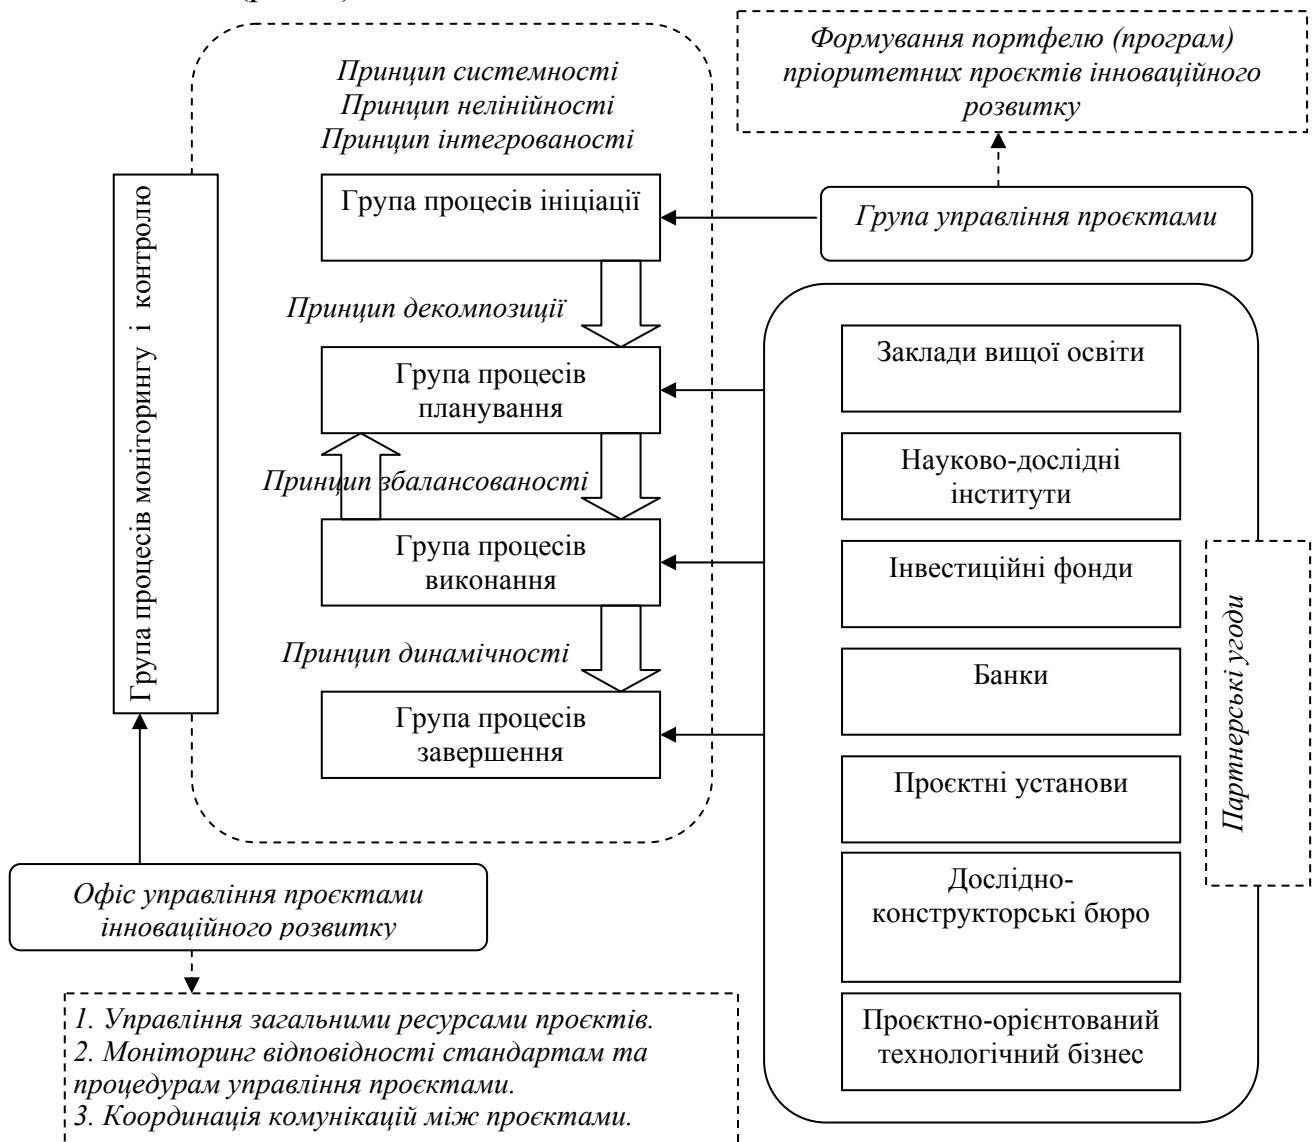 Формування портфелю (програм)
пріоритетних проєктів інноваційного
розвитку
Принцип системності
Принцип нелінійності
Принцип інтегрованості
Група процесів моніторингу і контролю
Група процесів ініціації
Група управління проєктами
Принцип декомпозиції
Група процесів
планування
Принцип збалансованості
Група процесів
виконання
Принцип динамічності
Група процесів
завершення
Заклади вищої освіти
Науково-дослідні
інститути
Інвестиційні фонди
Банки
Проєктні установи
Дослідно-
конструкторські бюро
Проєктно-орієнтований
технологічний бізнес
Партнерські угоди
Офіс управління проєктами
інноваційного розвитку
1. Управління загальними ресурсами проєктів.
2. Моніторинг відповідності стандартам та
процедурам управління проєктами.
3. Координація комунікацій між проєктами.